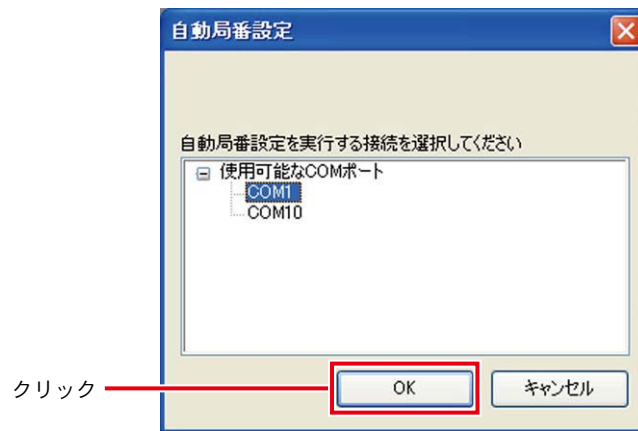 自動局番設定
自動局番設定を実行する接続を選択してください
使用可能なCOMポート
COM1
COM10
クリック
OK
キャンセル